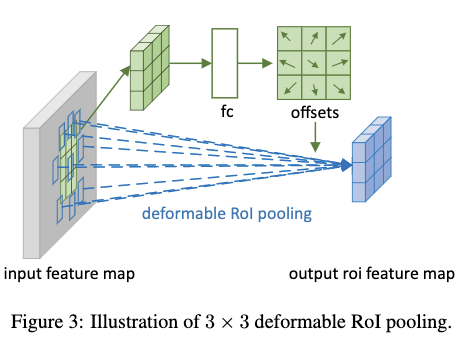 fc
offsets
deformable RoI pooling
input feature map
output roi feature map
Figure 3: Illustration of 3 × 3 deformable RoI pooling.